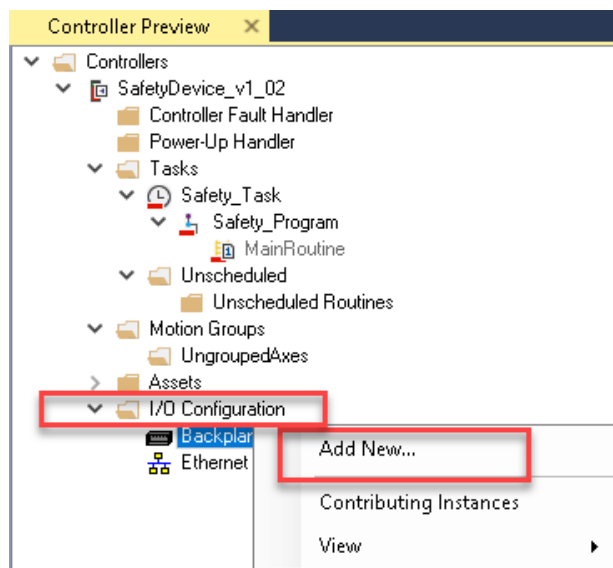 Controller Preview
Controllers
SafetyDevice_v1_02
Controller Fault Handler
Power-Up Handler
Tasks
Safety_Task
Safety_Program
MainRoutine
Unscheduled
Unscheduled Routines
Motion Groups
UngroupedAxes
Assets
I/O Configuration
Backplan
Ethernet
Add New...
Contributing Instances
View